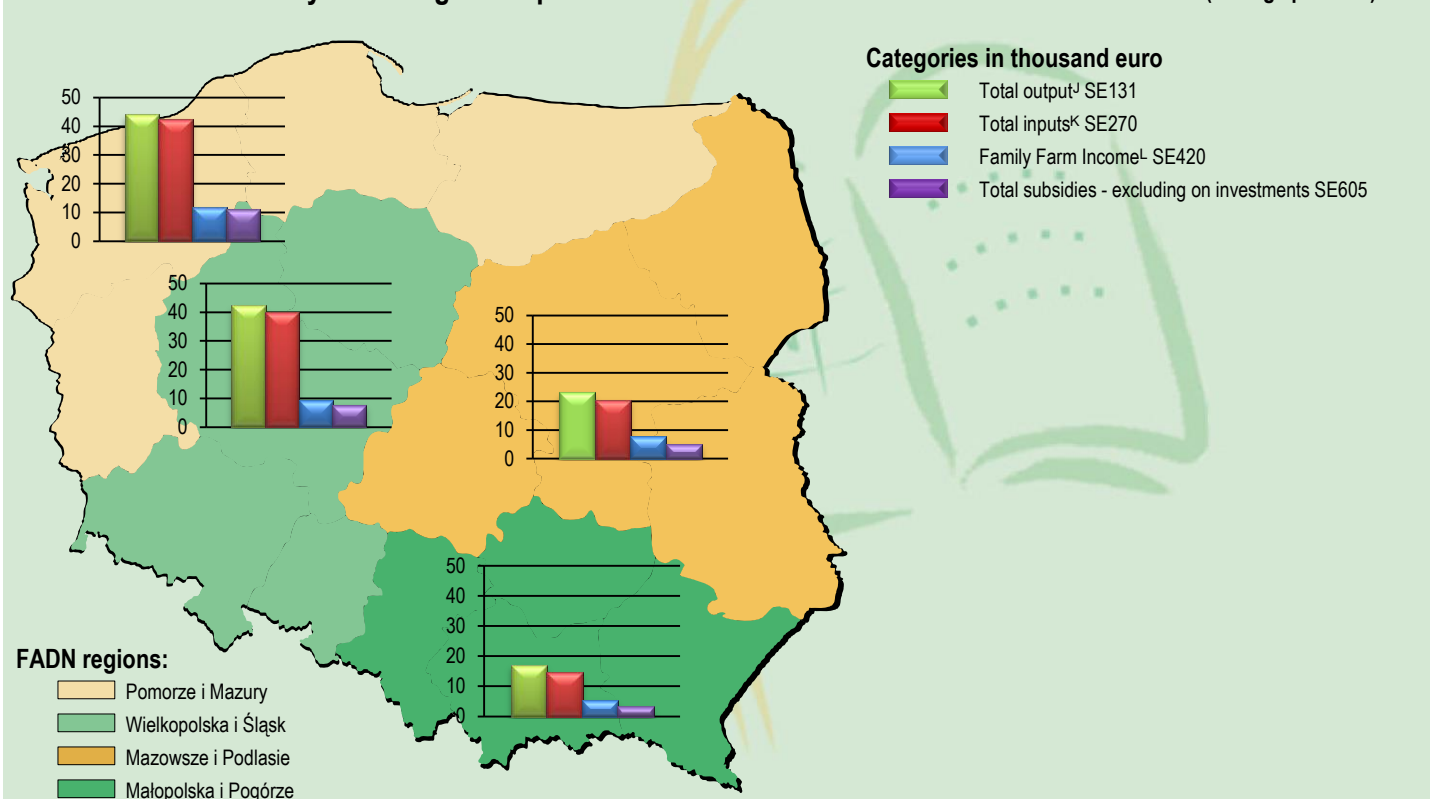 Categories in thousand euro
Total outputᴶ SE131
Total inputsᴷ SE270
Family Farm Incomeᴸ SE420
Total subsidies - excluding on investments SE605
50
40
30
20
10
0
50
40
30
20
10
0
50
40
30
20
10
0
50
40
30
20
10
0
FADN regions:
Pomorze i Mazury
Wielkopolska i Śląsk
Mazowsze i Podlasie
Małopolska i Pogórze